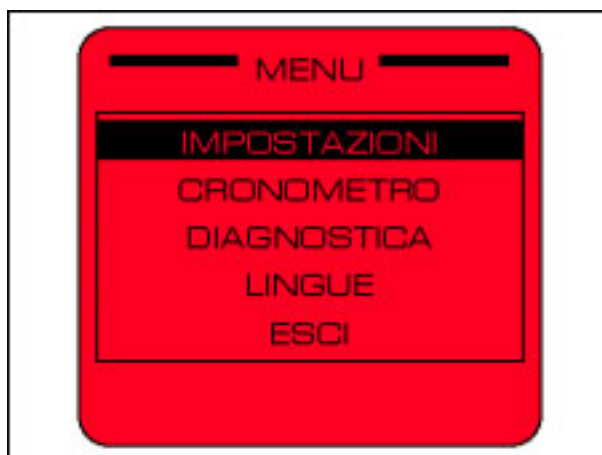 MENU
IMPOSTAZIONI
CRONOMETRO
DIAGNOSTICA
LINGUE
ESCI